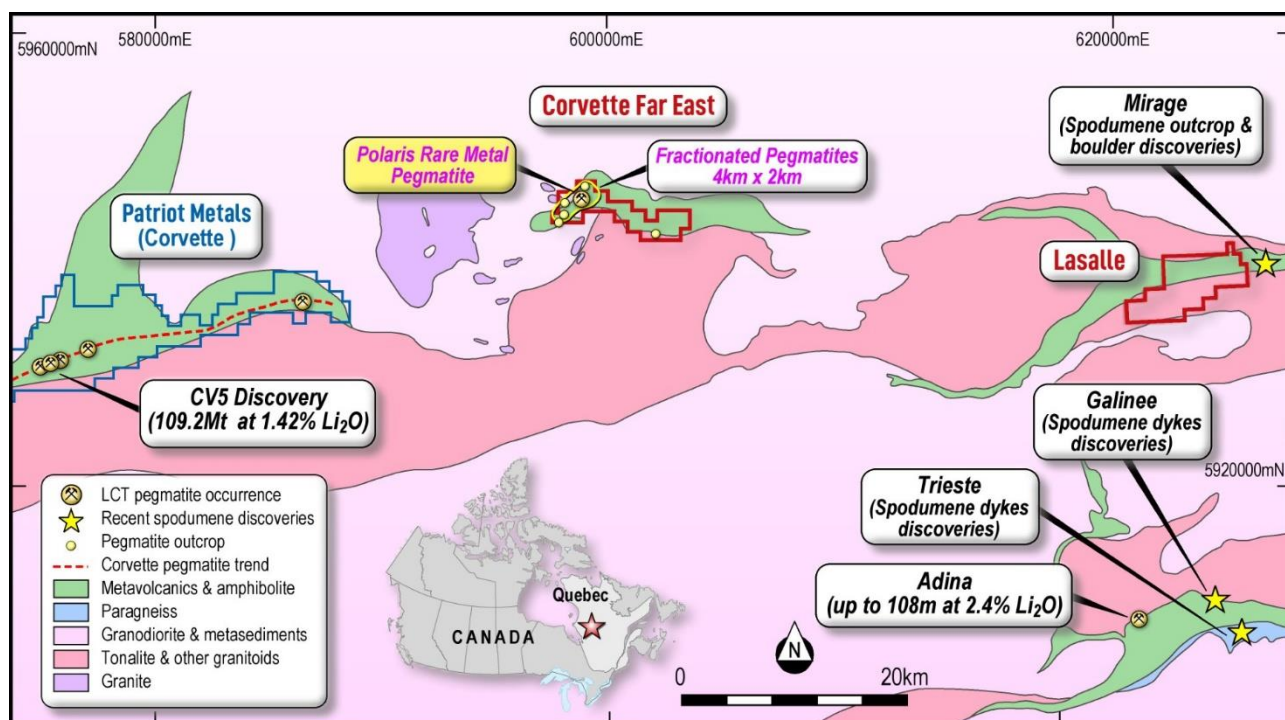 5960000mN
580000mE
600000mE
620000mE
Corvette Far East
Mirage
(Spodumene outcrop &
boulder discoveries)
Polaris Rare Metal
Pegmatite
Fractionated Pegmatites
4km x 2km
Patriot Metals
(Corvette )
Lasalle
CV5 Discovery
(109.2Mt at 1.42% Li₂O)
Galinee
(Spodumene dykes
discoveries)
5920000mN
Trieste
(Spodumene dykes
discoveries)
Adina
(up to 108m at 2.4% Li₂O)
LCT pegmatite occurrence
Recent spodumene discoveries
Pegmatite outcrop
Corvette pegmatite trend
Metavolcanics & amphibolite
Paragneiss
Granodiorite & metasediments
Tonalite & other granitoids
Granite
Quebec
CANADA
N
0
20km